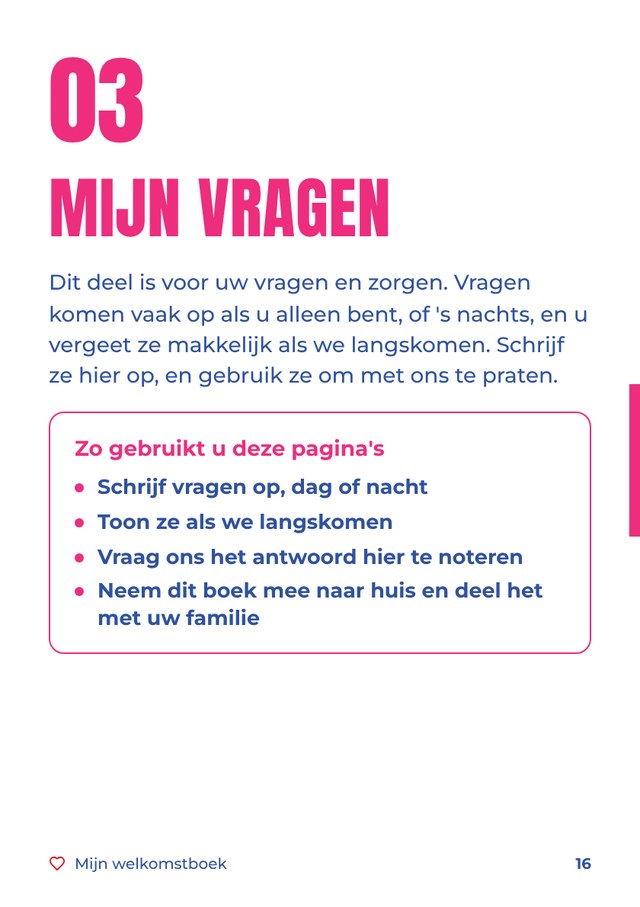 03
MIJN VRAGEN
Dit deel is voor uw vragen en zorgen. Vragen
komen vaak op als u alleen bent, of 's nachts, en u
vergeet ze makkelijk als we langskomen. Schrijf
ze hier op, en gebruik ze om met ons te praten.
Zo gebruikt u deze pagina's
Schrijf vragen op, dag of nacht
Toon ze als we langskomen
Vraag ons het antwoord hier te noteren
Neem dit boek mee naar huis en deel het
met uw familie
Mijn welkomstboek
16